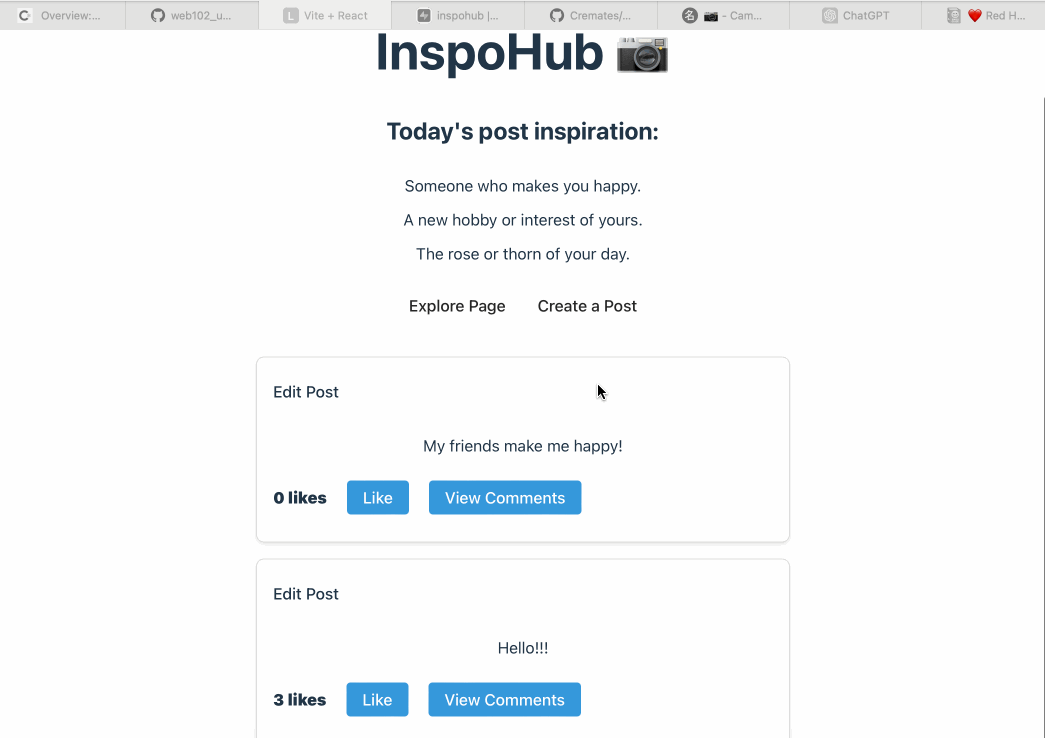 Overview:...
web102_u...
Vite + React
inspohub |...
Cremates/...
📷 - Cam...
ChatGPT
❤️ Red H...
InspoHub 📷
Today's post inspiration:
Someone who makes you happy.
A new hobby or interest of yours.
The rose or thorn of your day.
Explore Page Create a Post
Edit Post
My friends make me happy!
0 likes Like View Comments
Edit Post
Hello!!!
3 likes Like View Comments